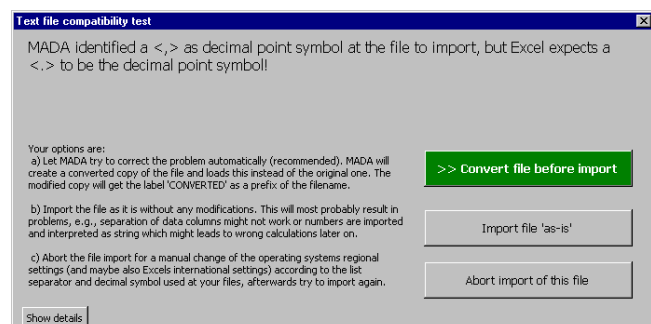 Text file compatibility test
MADA identified a <,> as decimal point symbol at the file to import, but Excel expects a
<.> to be the decimal point symbol!
Your options are:
a) Let MADA try to correct the problem automatically (recommended). MADA will
create a converted copy of the file and loads this instead of the original one. The
modified copy will get the label 'CONVERTED' as a prefix of the filename.
>> Convert file before import
b) Import the file as it is without any modifications. This will most probably result in
problems, e.g., separation of data columns might not work or numbers are imported
and interpreted as string which might leads to wrong calculations later on.
Import file 'as-is'
c) Abort the file import for a manual change of the operating systems regional
settings (and maybe also Excels international settings) according to the list
separator and decimal symbol used at your files, afterwards try to import again.
Abort import of this file
Show details